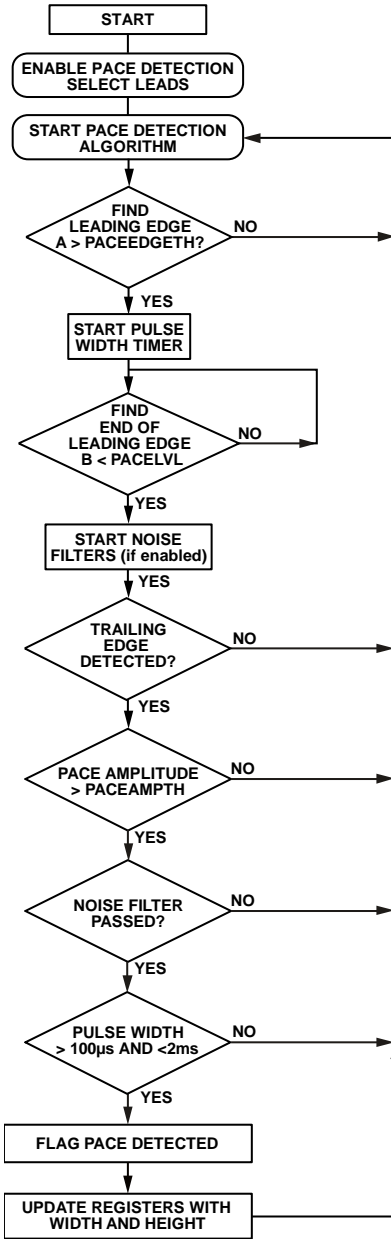 START
ENABLE PACE DETECTION
SELECT LEADS
START PACE DETECTION
ALGORITHM
FIND
LEADING EDGE
A > PACEEDGETH?
NO
YES
START PULSE
WIDTH TIMER
FIND
END OF
LEADING EDGE
B < PACELVL
NO
YES
START NOISE
FILTERS (if enabled)
YES
TRAILING
EDGE
DETECTED?
NO
YES
PACE AMPLITUDE
> PACEAMPTH
NO
YES
NOISE FILTER
PASSED?
NO
YES
PULSE WIDTH
> 100µs AND <2ms
NO
YES
FLAG PACE DETECTED
UPDATE REGISTERS WITH
WIDTH AND HEIGHT